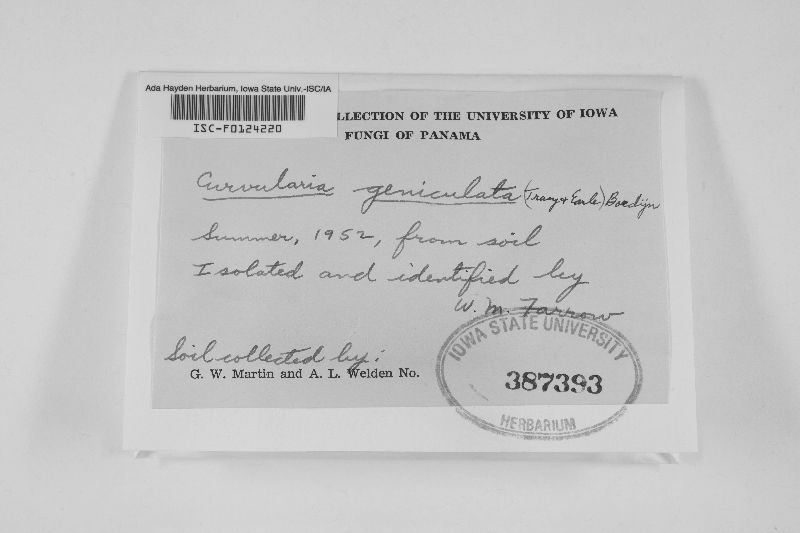 Ada Hayden Herbarium, Iowa State Univ.-ISC/IA
ISC-F0124220
LLECTION OF THE UNIVERSITY OF IOWA
FUNGI OF PANAMA
Curvularia geniculata (Tracy & Earle) Boedijn
Summer, 1952, from soil
Isolated and identified by
W. M. Farrow
Soil collected by:
G. W. Martin and A. L. Welden No.
IOWA STATE UNIVERSITY
387393
HERBARIUM